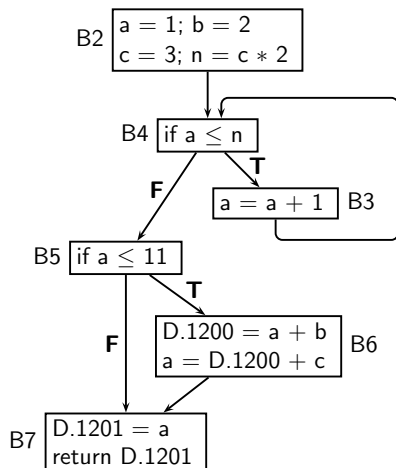 B2
a = 1; b = 2
c = 3; n = c * 2
B4
if a ≤ n
T
F
a = a + 1
B3
B5
if a ≤ 11
T
F
D.1200 = a + b
a = D.1200 + c
B6
B7
D.1201 = a
return D.1201